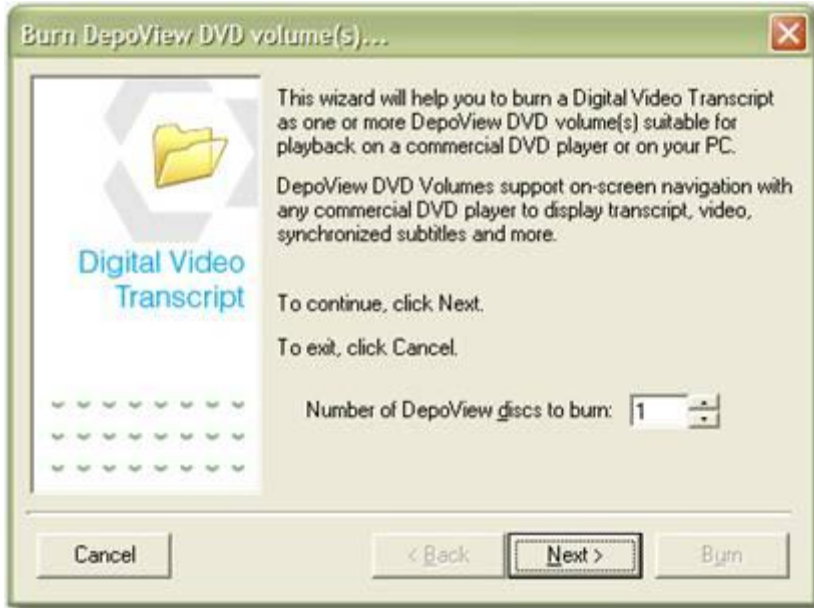 Burn DepoView DVD volume(s)...
This wizard will help you to burn a Digital Video Transcript
as one or more DepoView DVD volume(s) suitable for
playback on a commercial DVD player or on your PC.
DepoView DVD Volumes support on-screen navigation with
any commercial DVD player to display transcript, video,
synchronized subtitles and more.
Digital Video
Transcript
To continue, click Next.
To exit, click Cancel.
Number of DepoView discs to burn: 1
Cancel
< Back
Next >
Burn